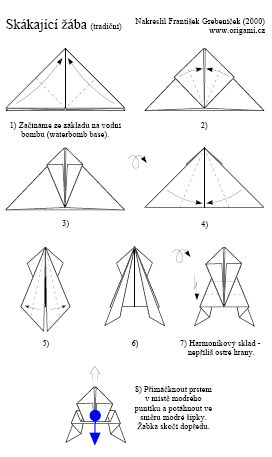 Skákající žába (tradiční)
Nakreslil František Grebeníček (2000)
www.origami.cz
1) Začínáme ze základu na vodní
bombu (waterbomb base).
2)
3)
4)
5)
6)
7) Harmonikový sklad -
nepříliš ostré hrany.
8) Přimáčknout prstem
v místě modrého
puntíku a potáhnout ve
směru modré šipky.
Žabka skočí dopředu.